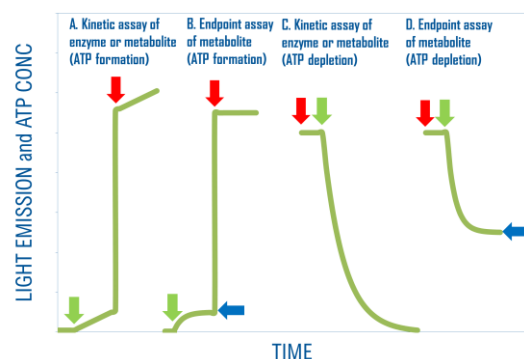 A. Kinetic assay of
enzyme or metabolite
(ATP formation)
B. Endpoint assay
of metabolite
(ATP formation)
C. Kinetic assay of
enzyme or metabolite
(ATP depletion)
D. Endpoint assay
of metabolite
(ATP depletion)
LIGHT EMISSION and ATP CONC
TIME